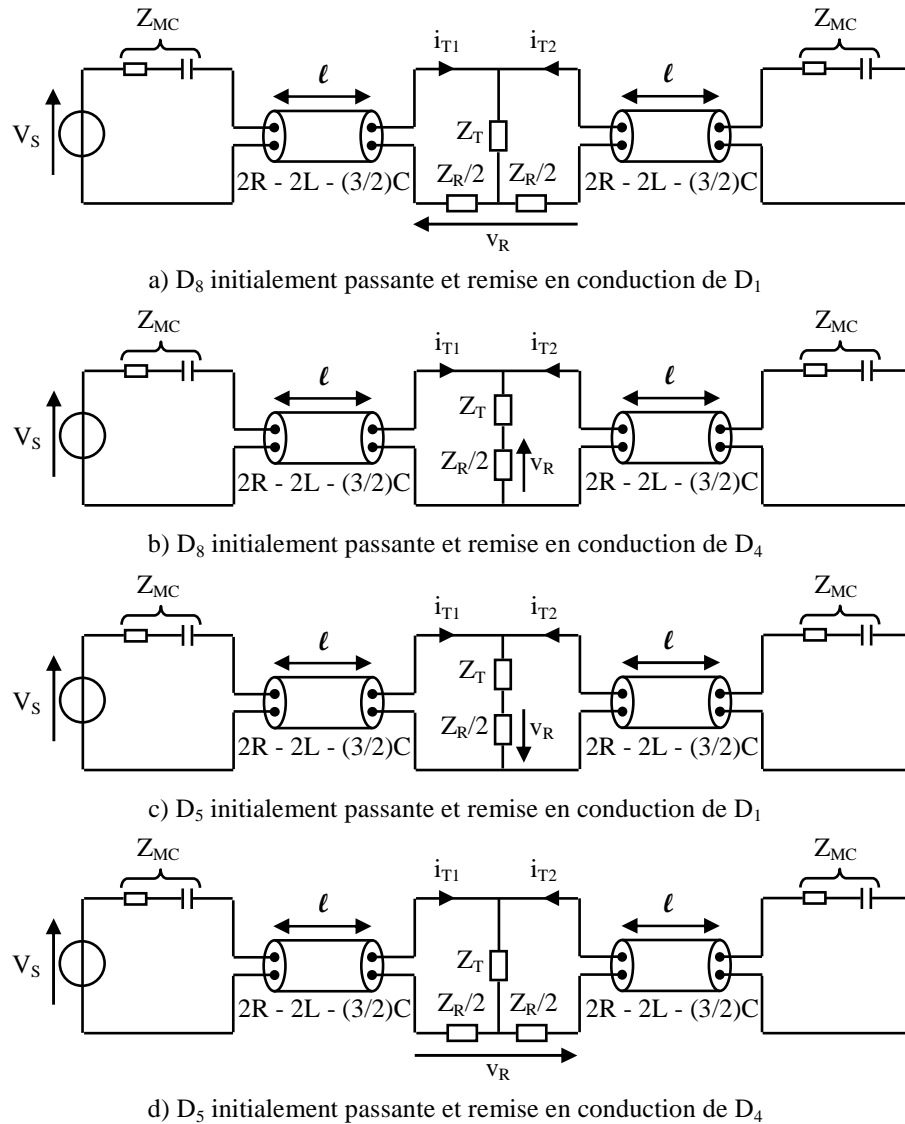 Z_MC Z_MC
i_T1 i_T2
ℓ ℓ
V_S Z_T
Z_R/2 Z_R/2
2R - 2L - (3/2)C 2R - 2L - (3/2)C
v_R
a) D_8 initialement passante et remise en conduction de D_1
Z_MC Z_MC
i_T1 i_T2
ℓ ℓ
Z_T
V_S
Z_R/2 v_R
2R - 2L - (3/2)C 2R - 2L - (3/2)C
b) D_8 initialement passante et remise en conduction de D_4
Z_MC Z_MC
i_T1 i_T2
ℓ ℓ
Z_T
V_S
Z_R/2 v_R
2R - 2L - (3/2)C 2R - 2L - (3/2)C
c) D_5 initialement passante et remise en conduction de D_1
Z_MC Z_MC
i_T1 i_T2
ℓ ℓ
V_S Z_T
Z_R/2 Z_R/2
2R - 2L - (3/2)C 2R - 2L - (3/2)C
v_R
d) D_5 initialement passante et remise en conduction de D_4